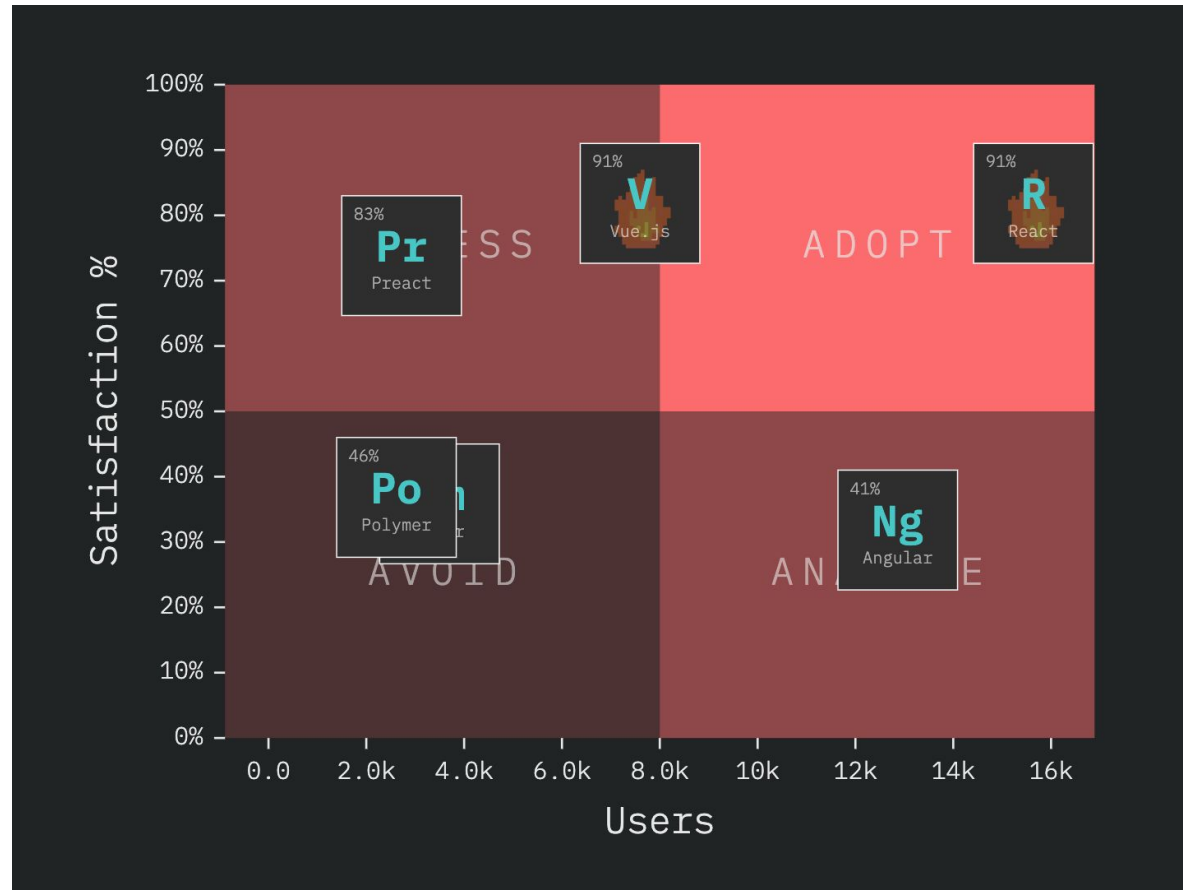 100%
90%
80%
70%
60%
50%
40%
30%
20%
10%
0%
Satisfaction %
91%
V
Vue.js
91%
R
React
83%
Pr
Preact
ADOPT
46%
Po
Polymer
41%
Ng
Angular
AVOID
0.0 2.0k 4.0k 6.0k 8.0k 10k 12k 14k 16k
Users